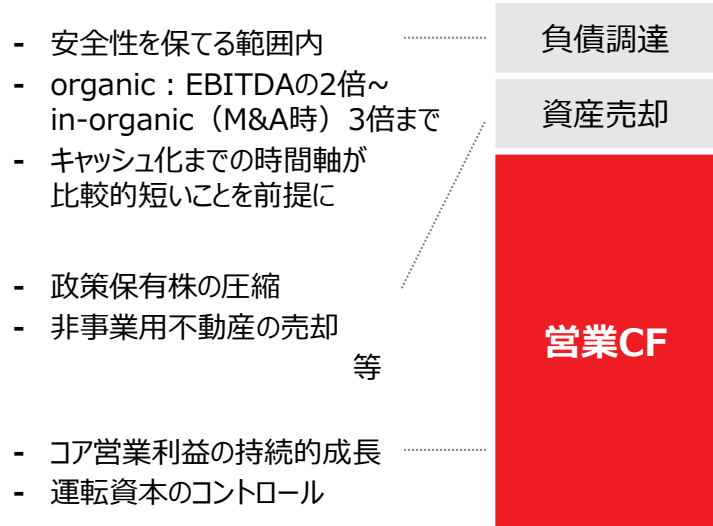 - 安全性を保てる範囲内
- organic：EBITDAの2倍~
in-organic（M&A時）3倍まで
- キャッシュ化までの時間軸が
比較的短いことを前提に
- 政策保有株の圧縮
- 非事業用不動産の売却
等
- コア営業利益の持続的成長
- 運転資本のコントロール
負債調達
資産売却
営業CF